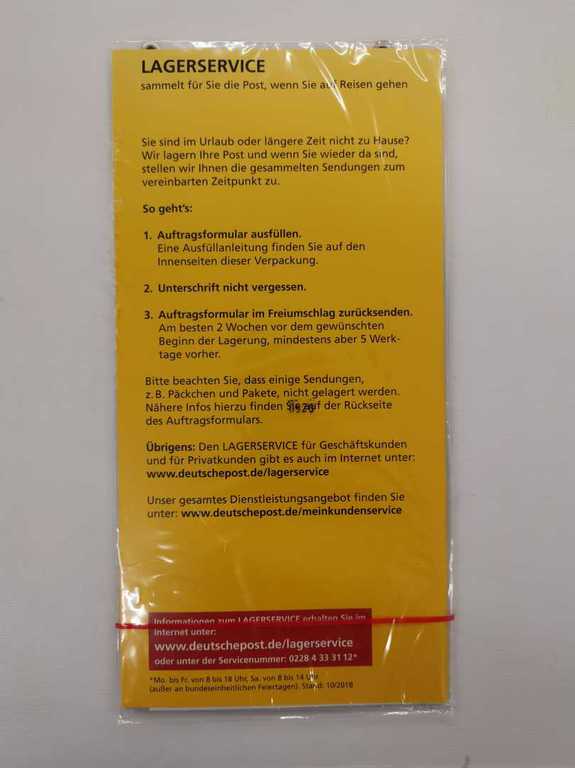 LAGERSERVICE
sammelt für Sie die Post, wenn Sie auf Reisen gehen
Sie sind im Urlaub oder längere Zeit nicht zu Hause?
Wir lagern Ihre Post und wenn Sie wieder da sind,
stellen wir Ihnen die gesammelten Sendungen zum
vereinbarten Zeitpunkt zu.
So geht's:
1. Auftragsformular ausfüllen.
Eine Ausfüllanleitung finden Sie auf den
Innenseiten dieser Verpackung.
2. Unterschrift nicht vergessen.
3. Auftragsformular im Freiumschlag zurücksenden.
Am besten 2 Wochen vor dem gewünschten
Beginn der Lagerung, mindestens aber 5 Werk-
tage vorher.
Bitte beachten Sie, dass einige Sendungen,
z. B. Päckchen und Pakete, nicht gelagert werden.
Nähere Infos hierzu finden Sie auf der Rückseite
des Auftragsformulars.
Übrigens: Den LAGERSERVICE für Geschäftskunden
und für Privatkunden gibt es auch im Internet unter:
www.deutschepost.de/lagerservice
Unser gesamtes Dienstleistungsangebot finden Sie
unter: www.deutschepost.de/meinkundenservice
Informationen zum LAGERSERVICE erhalten Sie im
Internet unter:
www.deutschepost.de/lagerservice
oder unter der Servicenummer: 0228 4 33 31 12*
*Mo. bis Fr. von 8 bis 18 Uhr, Sa. von 8 bis 14 Uhr
(außer an bundeseinheitlichen Feiertagen). Stand: 10/2018